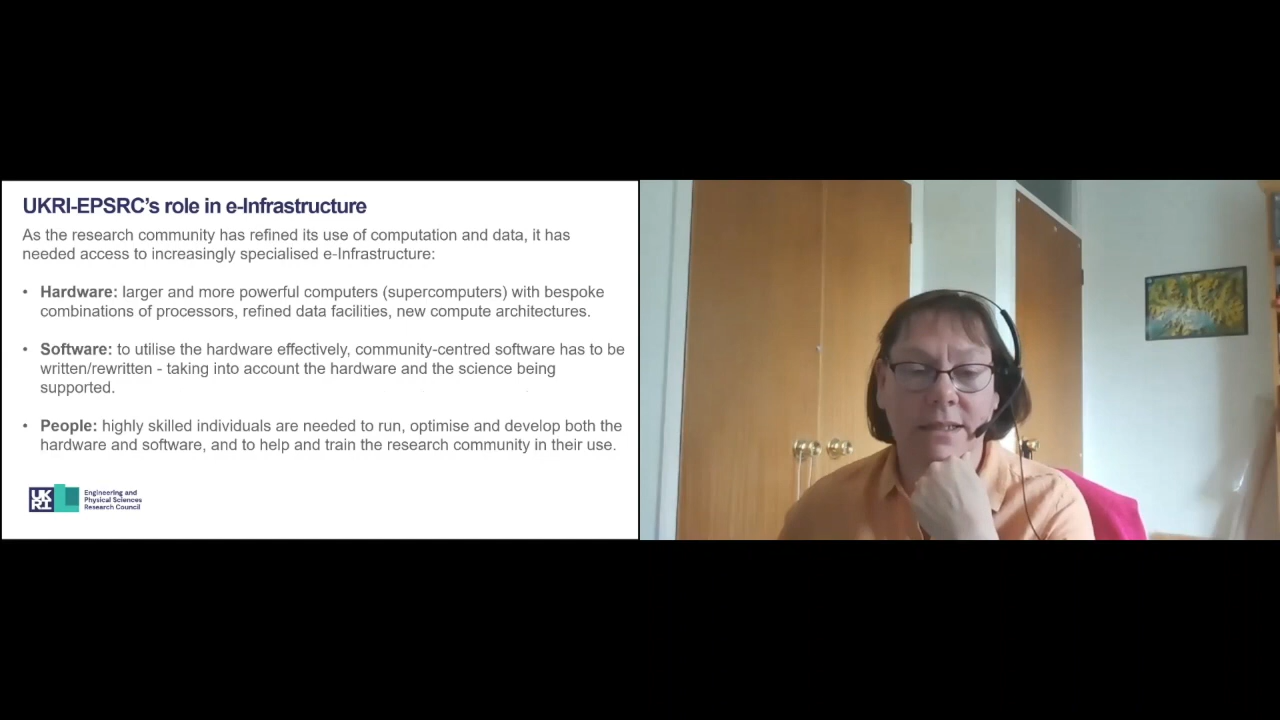 UKRI-EPSRC's role in e-Infrastructure
As the research community has refined its use of computation and data, it has
needed access to increasingly specialised e-Infrastructure:
• Hardware: larger and more powerful computers (supercomputers) with bespoke
combinations of processors, refined data facilities, new compute architectures.
• Software: to utilise the hardware effectively, community-centred software has to be
written/rewritten - taking into account the hardware and the science being
supported.
• People: highly skilled individuals are needed to run, optimise and develop both the
hardware and software, and to help and train the research community in their use.
UK
RI
Engineering and
Physical Sciences
Research Council